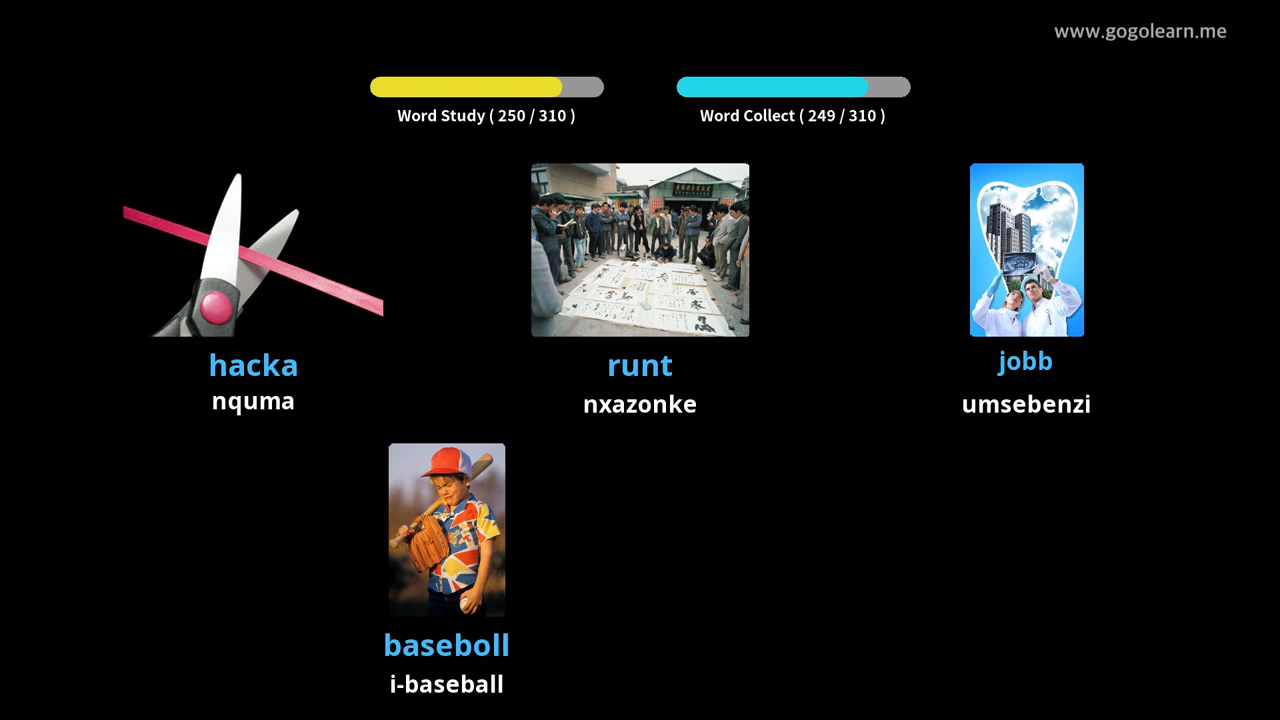 www.gogolearn.me
Word Study ( 250 / 310 )
Word Collect ( 249 / 310 )
hacka
nquma
runt
nxazonke
jobb
umsebenzi
baseboll
i-baseball